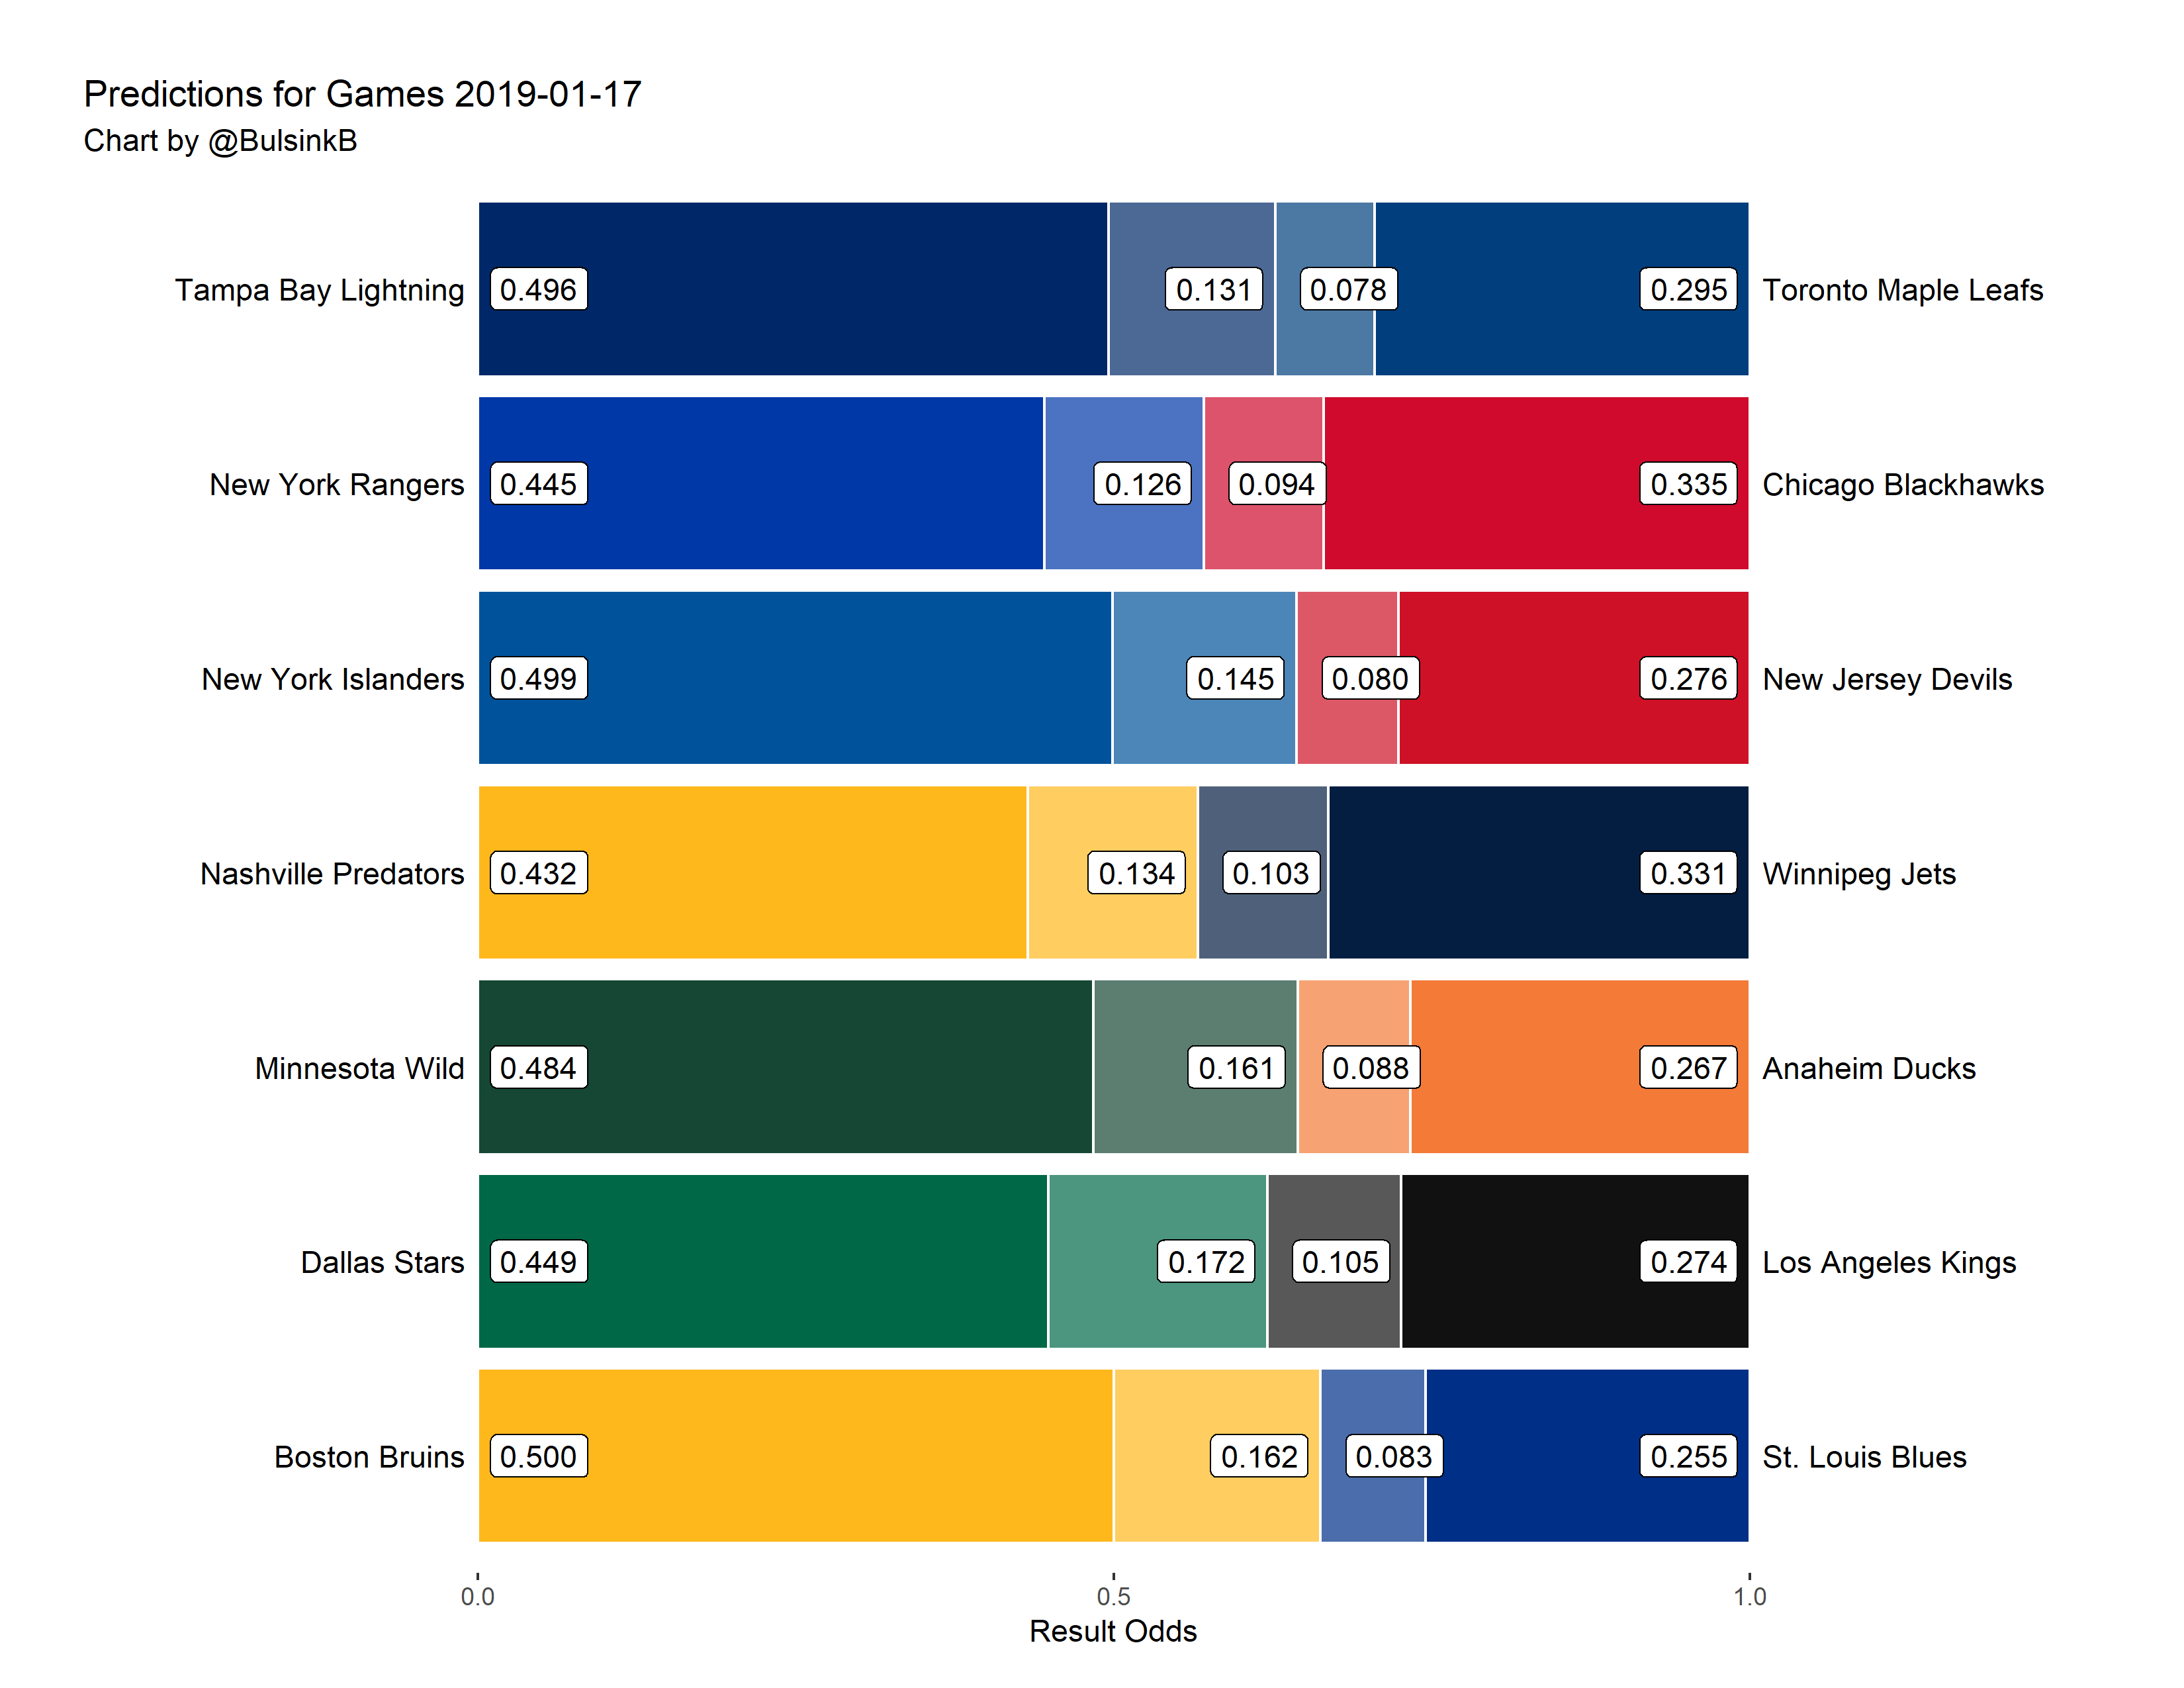 Predictions for Games 2019-01-17
Chart by @BulsinkB
Tampa Bay Lightning 0.496 0.131 0.078 0.295 Toronto Maple Leafs
New York Rangers 0.445 0.126 0.094 0.335 Chicago Blackhawks
New York Islanders 0.499 0.145 0.080 0.276 New Jersey Devils
Nashville Predators 0.432 0.134 0.103 0.331 Winnipeg Jets
Minnesota Wild 0.484 0.161 0.088 0.267 Anaheim Ducks
Dallas Stars 0.449 0.172 0.105 0.274 Los Angeles Kings
Boston Bruins 0.500 0.162 0.083 0.255 St. Louis Blues
0.0 0.5 1.0
Result Odds